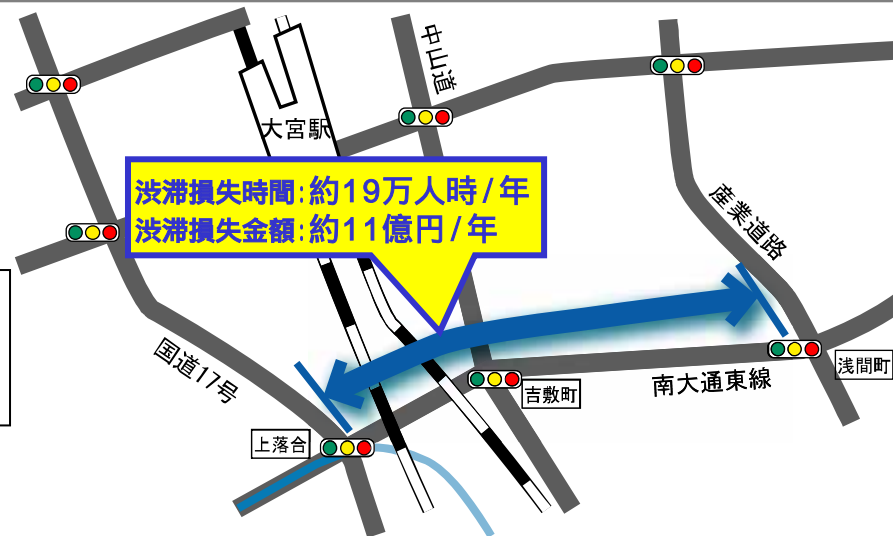 中山道
大宮駅
渋滞損失時間:約19万人時/年
渋滞損失金額:約11億円/年
産業道路
国道17号
浅間町
南大通東線
吉敷町
上落合